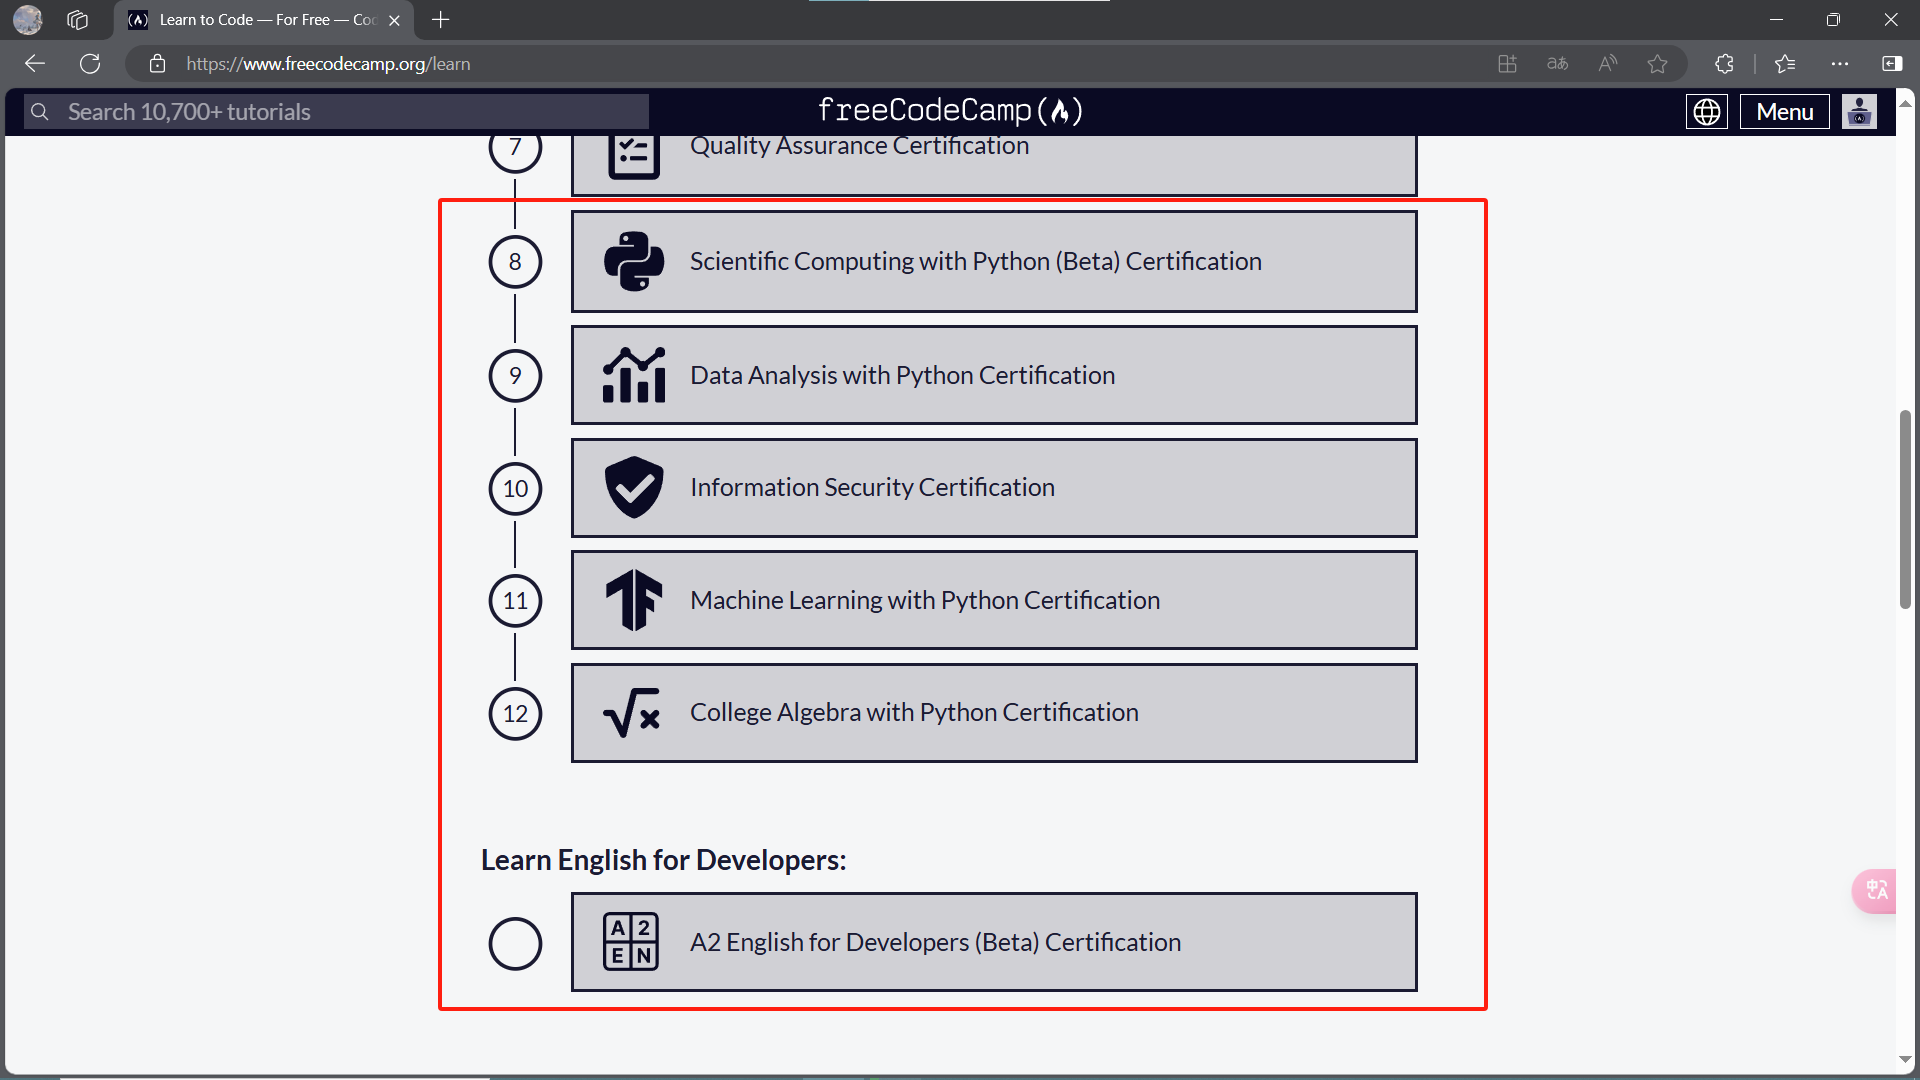 Learn to Code — For Free — Coc
https://www.freecodecamp.org/learn
Search 10,700+ tutorials
freeCodeCamp(🔥)
Menu
7
Quality Assurance Certification
8
Scientific Computing with Python (Beta) Certification
9
Data Analysis with Python Certification
10
Information Security Certification
11
Machine Learning with Python Certification
12
College Algebra with Python Certification
Learn English for Developers:
A2
EN
A2 English for Developers (Beta) Certification